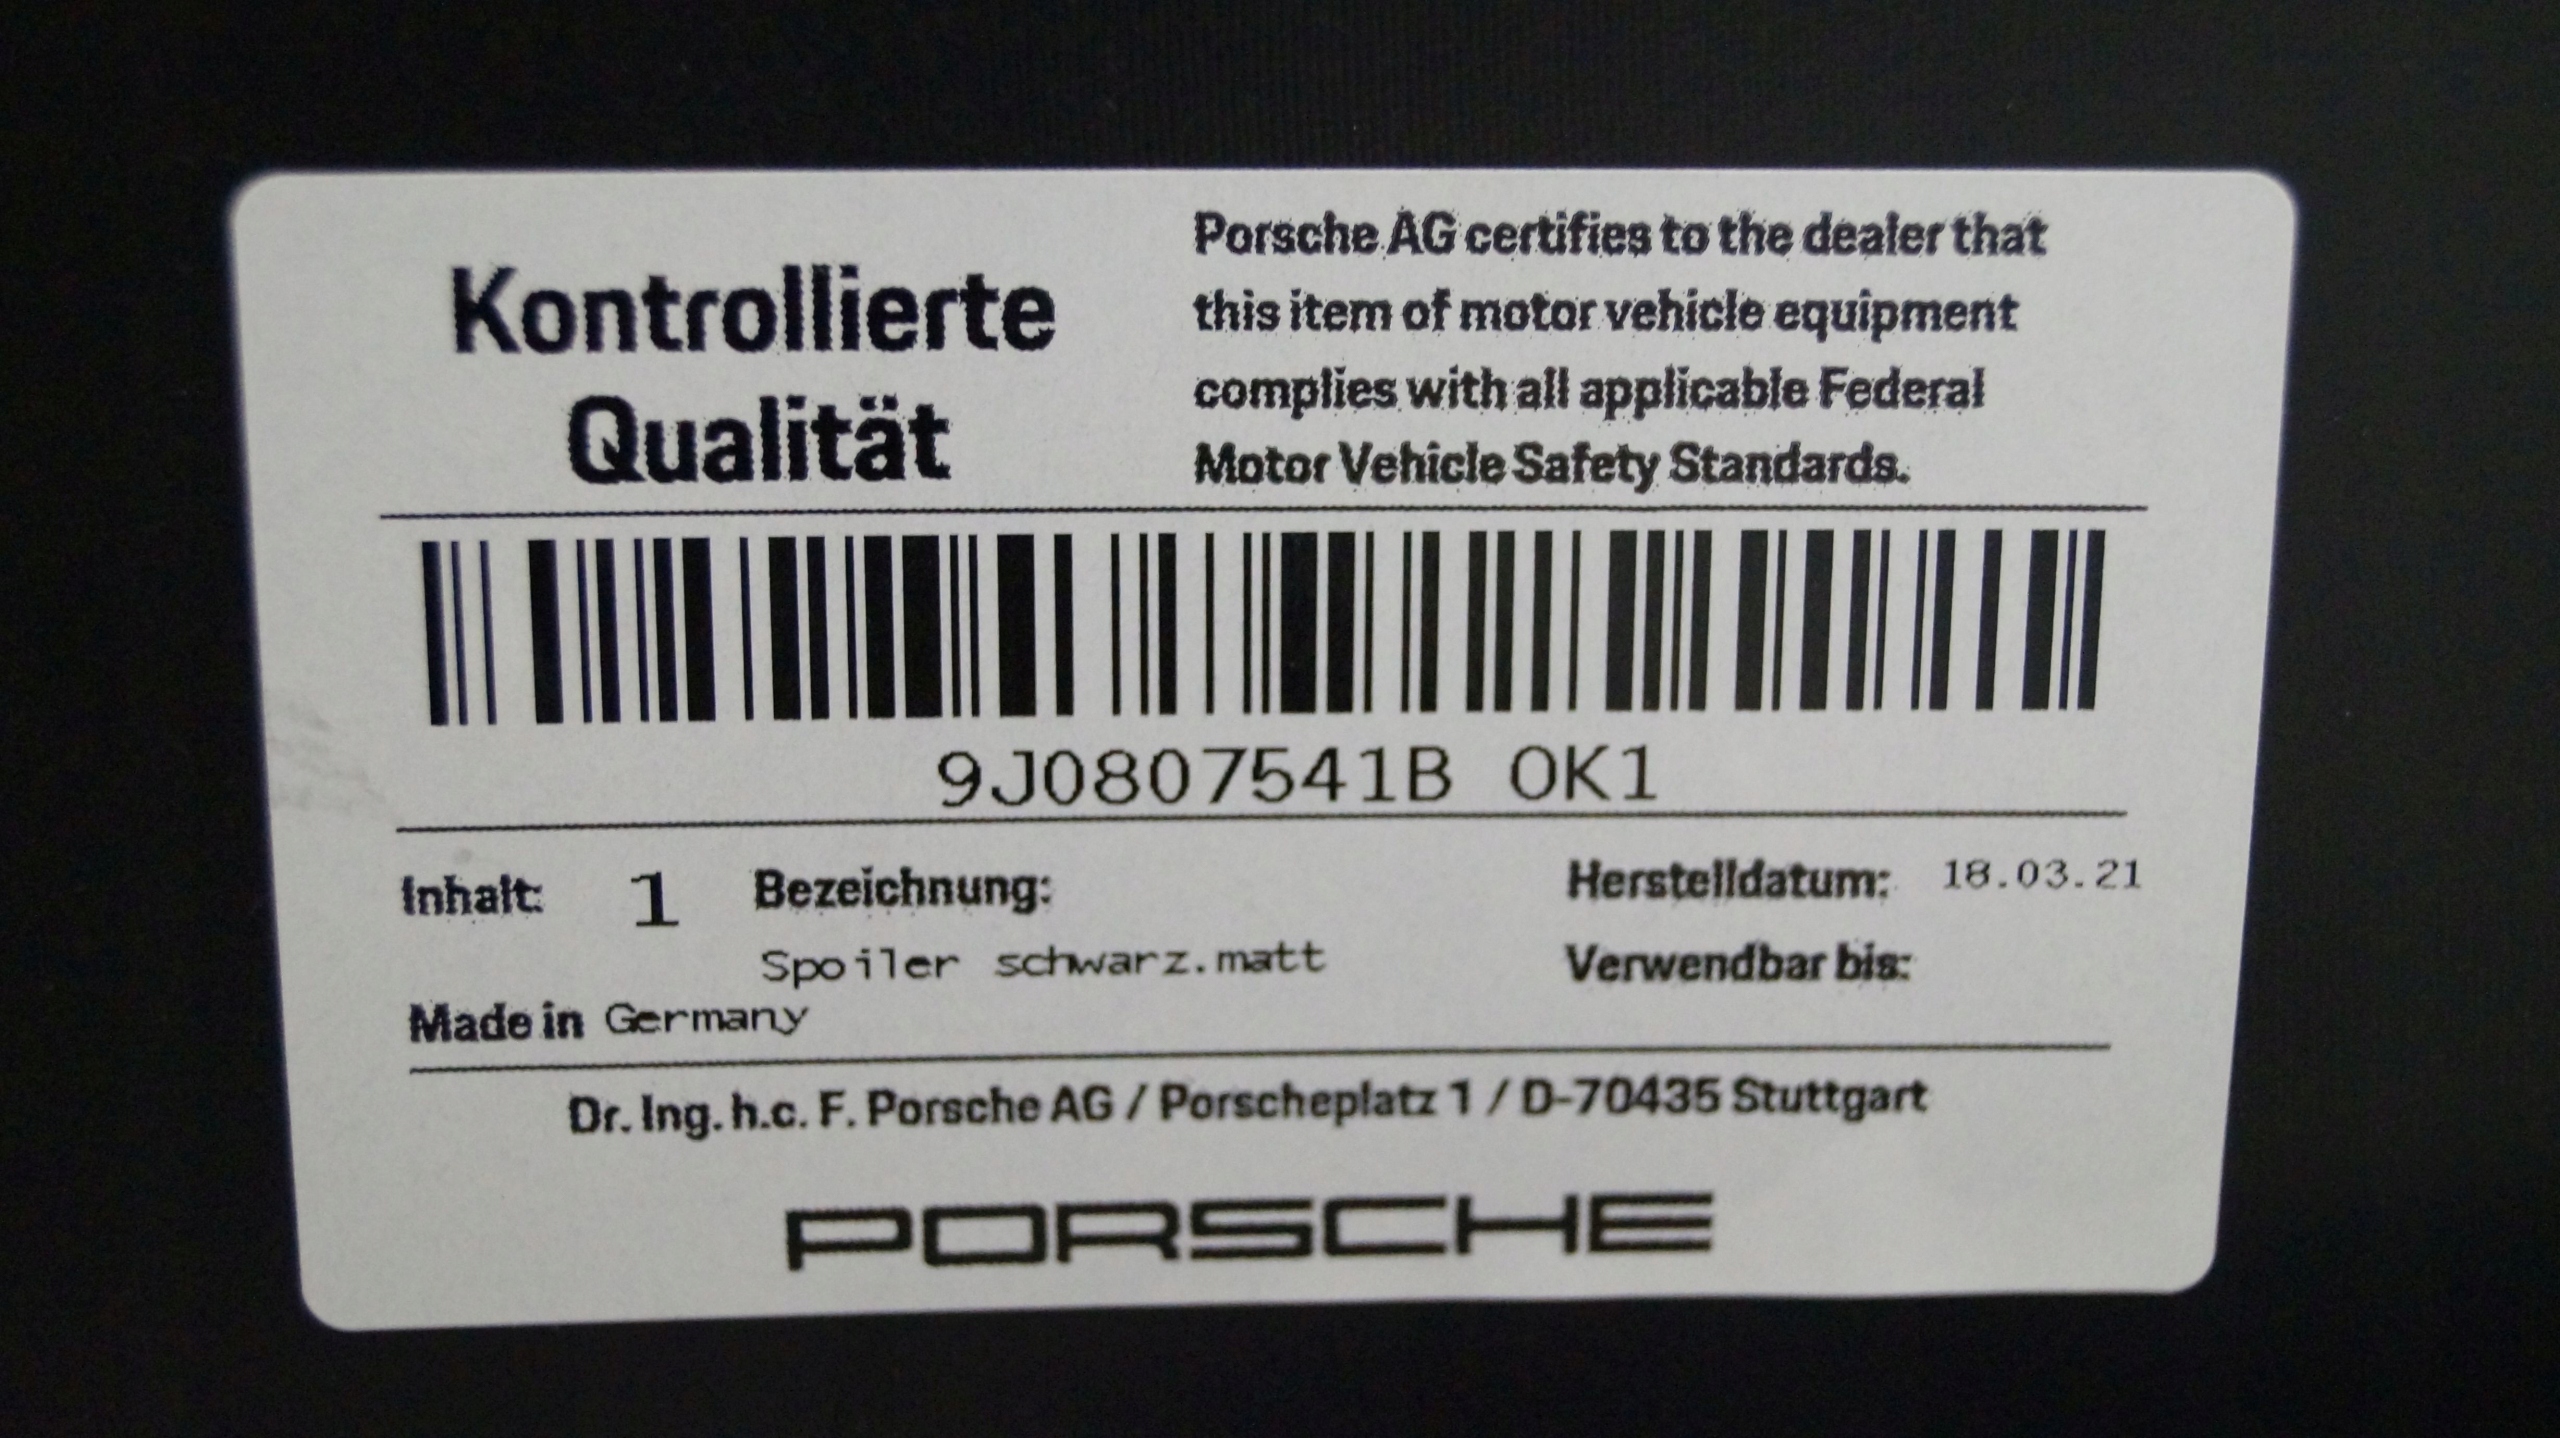 Kontrollierte
Qualität
Porsche AG certifies to the dealer that
this item of motor vehicle equipment
complies with all applicable Federal
Motor Vehicle Safety Standards.
9J0807541B OK1
Inhalt: 1 Bezeichnung: Herstelldatum: 18.03.21
Spoiler schwarz.matt Verwendbar bis:
Made in Germany
Dr. Ing. h.c. F. Porsche AG / Porscheplatz 1 / D-70435 Stuttgart
PORSCHE